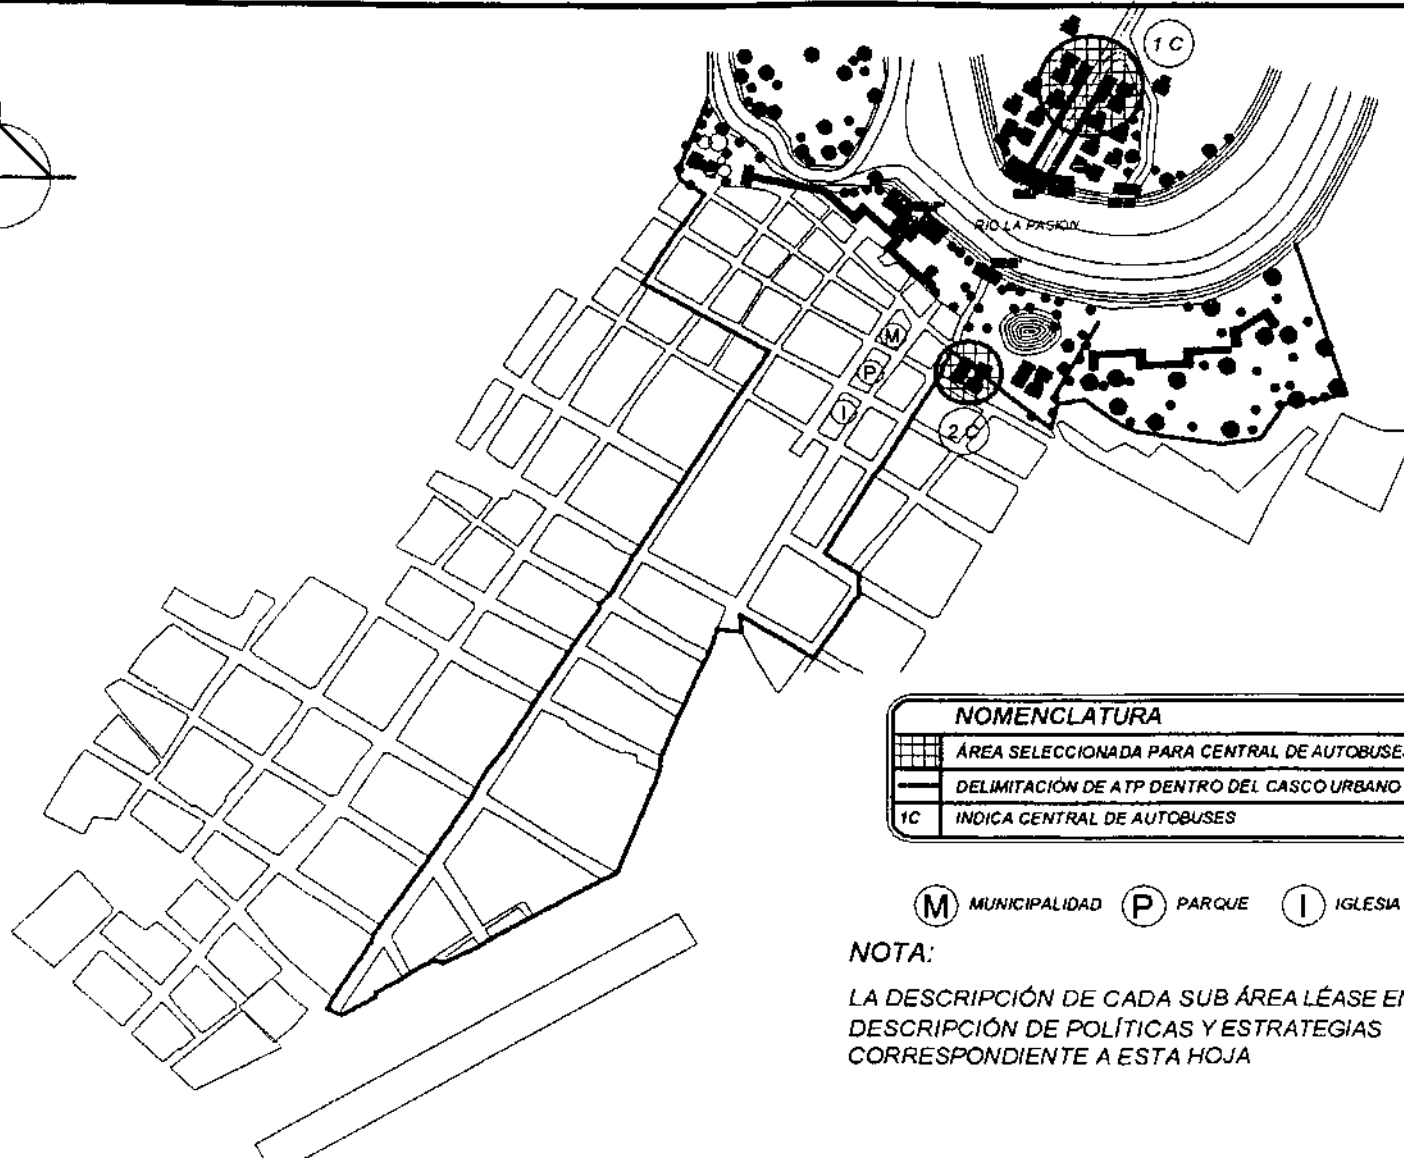 1 C
RIO LA PASION
M
P
I
2 C
NOMENCLATURA
ÁREA SELECCIONADA PARA CENTRAL DE AUTOBUSES
DELIMITACIÓN DE ATP DENTRO DEL CASCO URBANO
1C INDICA CENTRAL DE AUTOBUSES
M MUNICIPALIDAD P PARQUE I IGLESIA
NOTA:
LA DESCRIPCIÓN DE CADA SUB ÁREA LÉASE EN
DESCRIPCIÓN DE POLÍTICAS Y ESTRATEGIAS
CORRESPONDIENTE A ESTA HOJA